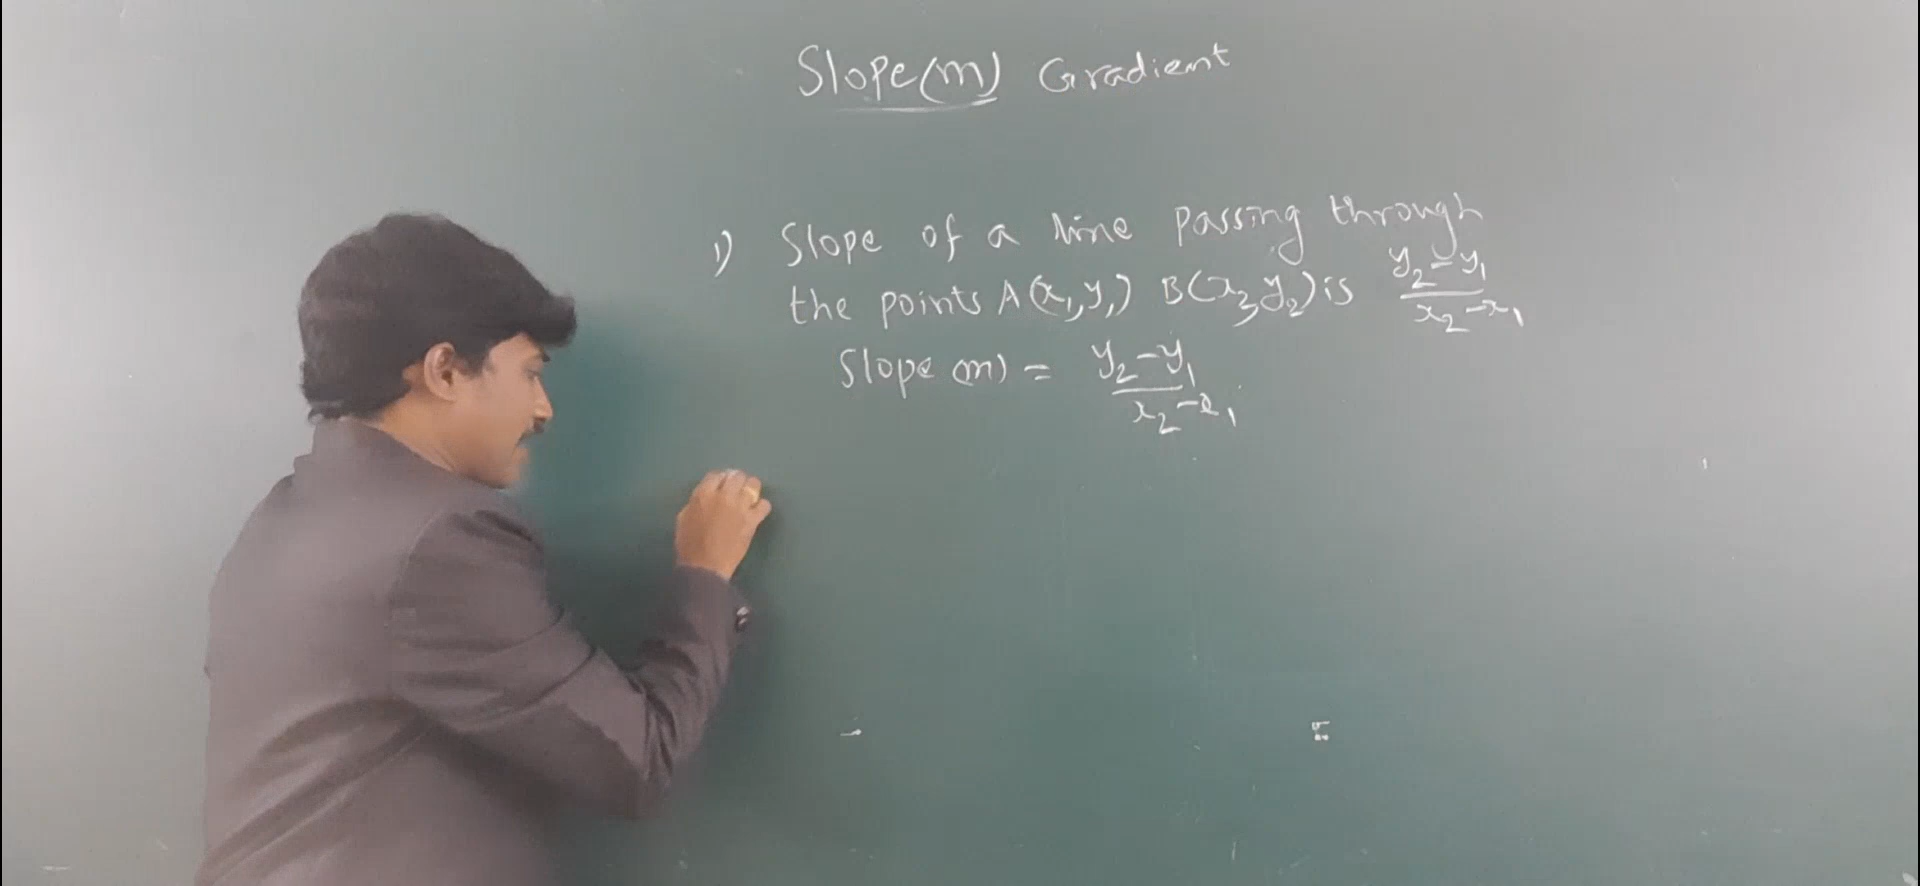 Slope(m) Gradient
1) Slope of a line passing through
the points A(x₁,y₁) B(x₂,y₂) is y₂-y₁/x₂-x₁
Slope (m) = y₂-y₁/x₂-x₁